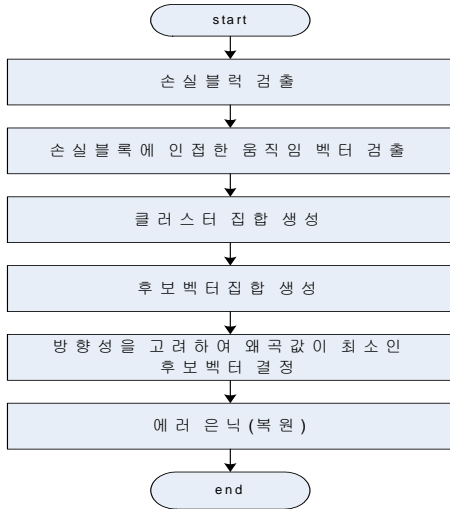 start
손실블럭 검출
손실블록에 인접한 움직임 벡터 검출
클러스터 집합 생성
후보벡터집합 생성
방향성을 고려하여 왜곡값이 최소인
후보벡터 결정
에러 은닉(복원)
end